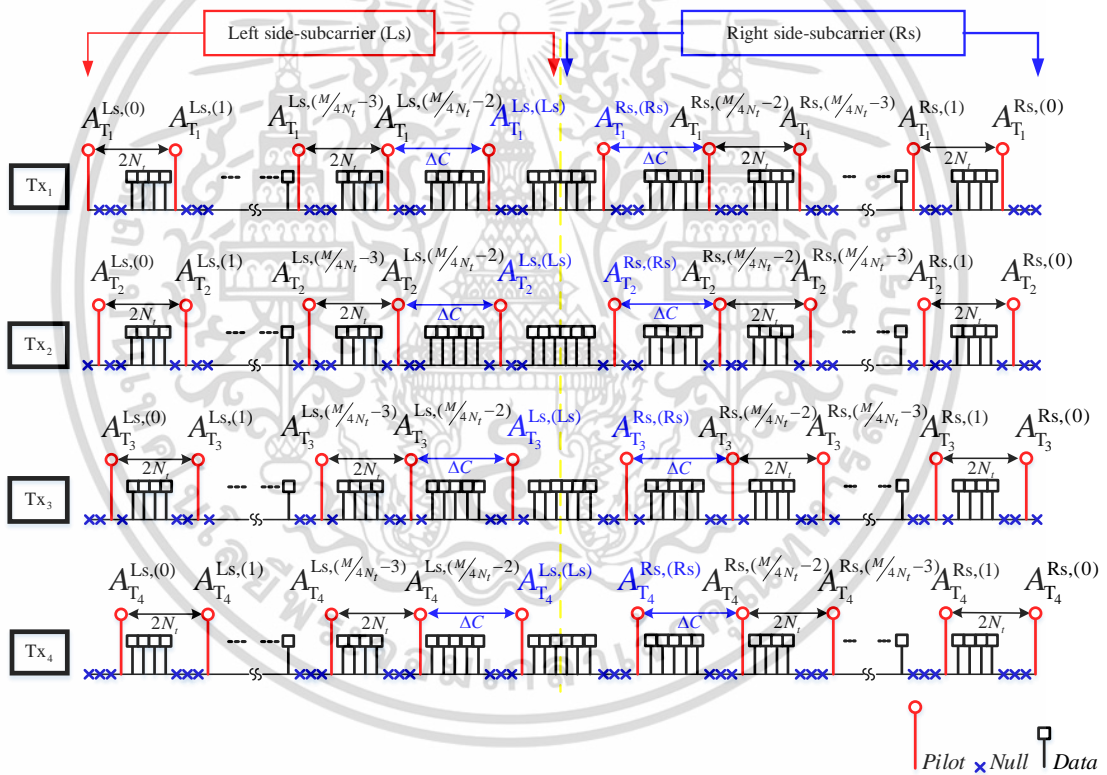 Left side-subcarrier (Ls)
Right side-subcarrier (Rs)
A_{T_1}^{Ls,(0)} A_{T_1}^{Ls,(1)} A_{T_1}^{Ls,(M/4N_t-3)} A_{T_1}^{Ls,(M/4N_t-2)} A_{T_1}^{Ls,(Ls)} A_{T_1}^{Rs,(Rs)} A_{T_1}^{Rs,(M/4N_t-2)} A_{T_1}^{Rs,(M/4N_t-3)} A_{T_1}^{Rs,(1)} A_{T_1}^{Rs,(0)}
2N_t 2N_t ΔC ΔC 2N_t 2N_t
Tx_1
A_{T_2}^{Ls,(0)} A_{T_2}^{Ls,(1)} A_{T_2}^{Ls,(M/4N_t-3)} A_{T_2}^{Ls,(M/4N_t-2)} A_{T_2}^{Ls,(Ls)} A_{T_2}^{Rs,(Rs)} A_{T_2}^{Rs,(M/4N_t-2)} A_{T_2}^{Rs,(M/4N_t-3)} A_{T_2}^{Rs,(1)} A_{T_2}^{Rs,(0)}
2N_t 2N_t ΔC ΔC 2N_t 2N_t
Tx_2
A_{T_3}^{Ls,(0)} A_{T_3}^{Ls,(1)} A_{T_3}^{Ls,(M/4N_t-3)} A_{T_3}^{Ls,(M/4N_t-2)} A_{T_3}^{Ls,(Ls)} A_{T_3}^{Rs,(Rs)} A_{T_3}^{Rs,(M/4N_t-2)} A_{T_3}^{Rs,(M/4N_t-3)} A_{T_3}^{Rs,(1)} A_{T_3}^{Rs,(0)}
2N_t 2N_t ΔC ΔC 2N_t 2N_t
Tx_3
A_{T_4}^{Ls,(0)} A_{T_4}^{Ls,(1)} A_{T_4}^{Ls,(M/4N_t-3)} A_{T_4}^{Ls,(M/4N_t-2)} A_{T_4}^{Ls,(Ls)} A_{T_4}^{Rs,(Rs)} A_{T_4}^{Rs,(M/4N_t-2)} A_{T_4}^{Rs,(M/4N_t-3)} A_{T_4}^{Rs,(1)} A_{T_4}^{Rs,(0)}
2N_t 2N_t ΔC ΔC 2N_t 2N_t
Tx_4
Pilot Null Data